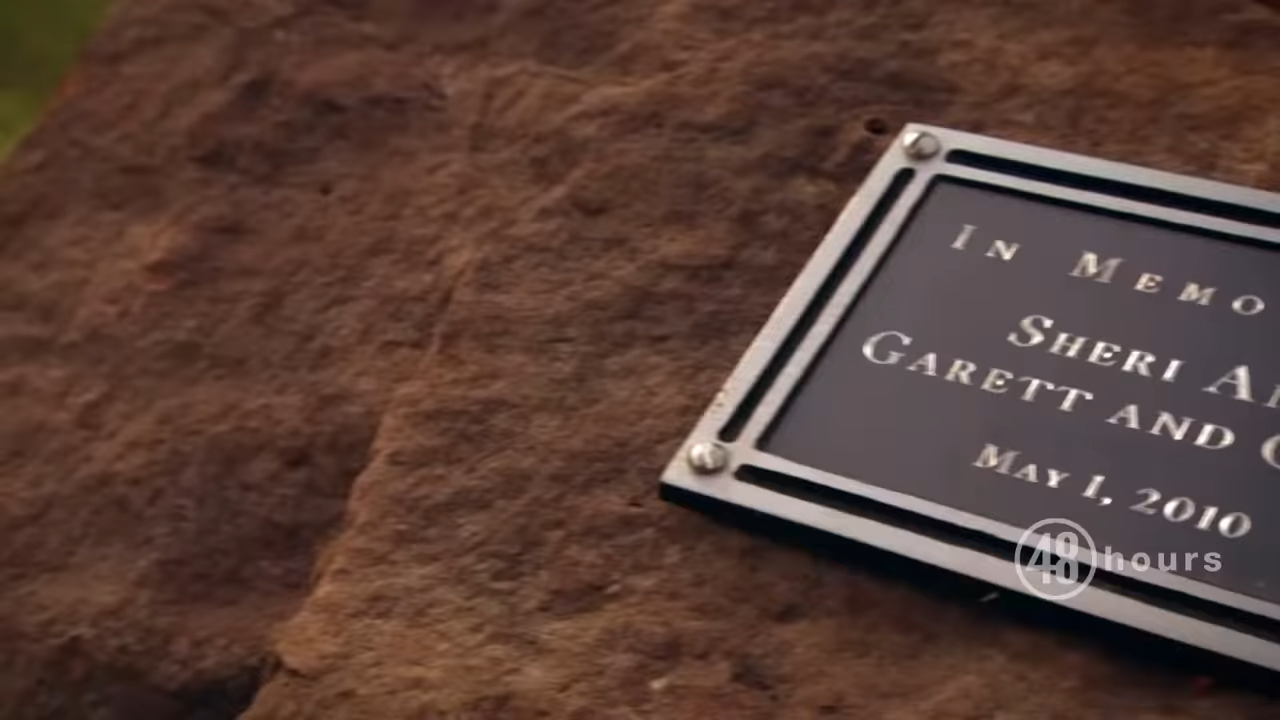 In Memo
Sheri A
Garett and
May 1, 2010
48 hours